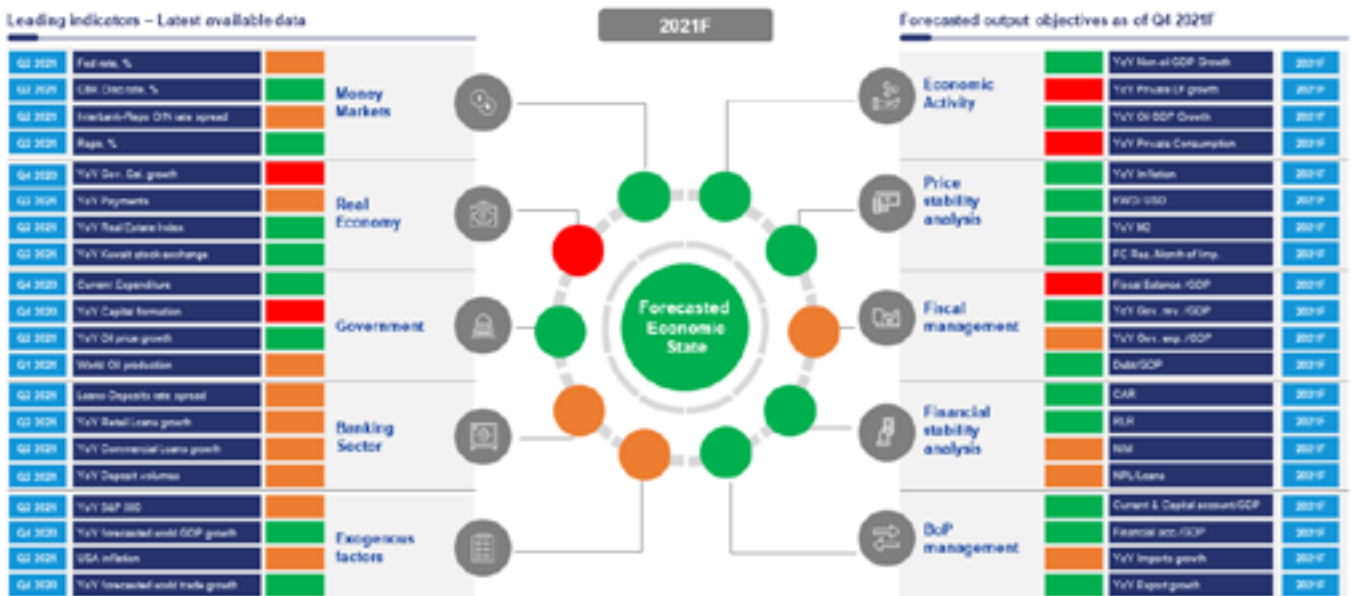 Leading indicators – Latest available data
2021F
Forecasted output objectives as of Q4 2021F
Q2 2021 Fed rate, %
Q2 2021 CBK Disc rate, %
Q2 2021 Interbank-Repo O/N rate spread
Q2 2021 Repo, %
Money
Markets
Q4 2020 YoY Gov. Sal. growth
YoY Payments
Q2 2021 YoY Real Estate Index
Q2 2021 YoY Kuwait stock exchange
Real
Economy
Q4 2020 Current Expenditure
Q4 2020 YoY Capital formation
Q2 2021 YoY Oil price growth
Q1 2021 World Oil production
Government
Q2 2021 Loans-Deposits rate spread
Q2 2021 YoY Retail Loans growth
Q2 2021 YoY Commercial Loans growth
Q2 2021 YoY Deposit volumes
Banking
Sector
Q2 2021 YoY S&P 500
Q4 2020 YoY forecasted world GDP growth
Q2 2021 USA inflation
Q4 2020 YoY forecasted world trade growth
Exogenous
factors
Forecasted
Economic
State
Economic
Activity
YoY Non-oil GDP Growth 2021F
YoY Private growth 2021F
YoY Oil GDP Growth 2021F
YoY Private Consumption 2021F
Price
stability
analysis
YoY Inflation 2021F
KWD/USD 2021F
YoY M2 2021F
FC Res. Month of Imp. 2021F
Fiscal
management
Fiscal Balance /GDP 2021F
YoY Gov. rev. /GDP 2021F
YoY Gov. exp. /GDP 2021F
Debt/GDP 2021F
Financial
stability
analysis
CAR 2021F
RLR 2021F
NIM 2021F
NPL/Loans 2021F
BoP
management
Current & Capital account/GDP 2021F
Financial acc./GDP 2021F
YoY Imports growth 2021F
YoY Export growth 2021F